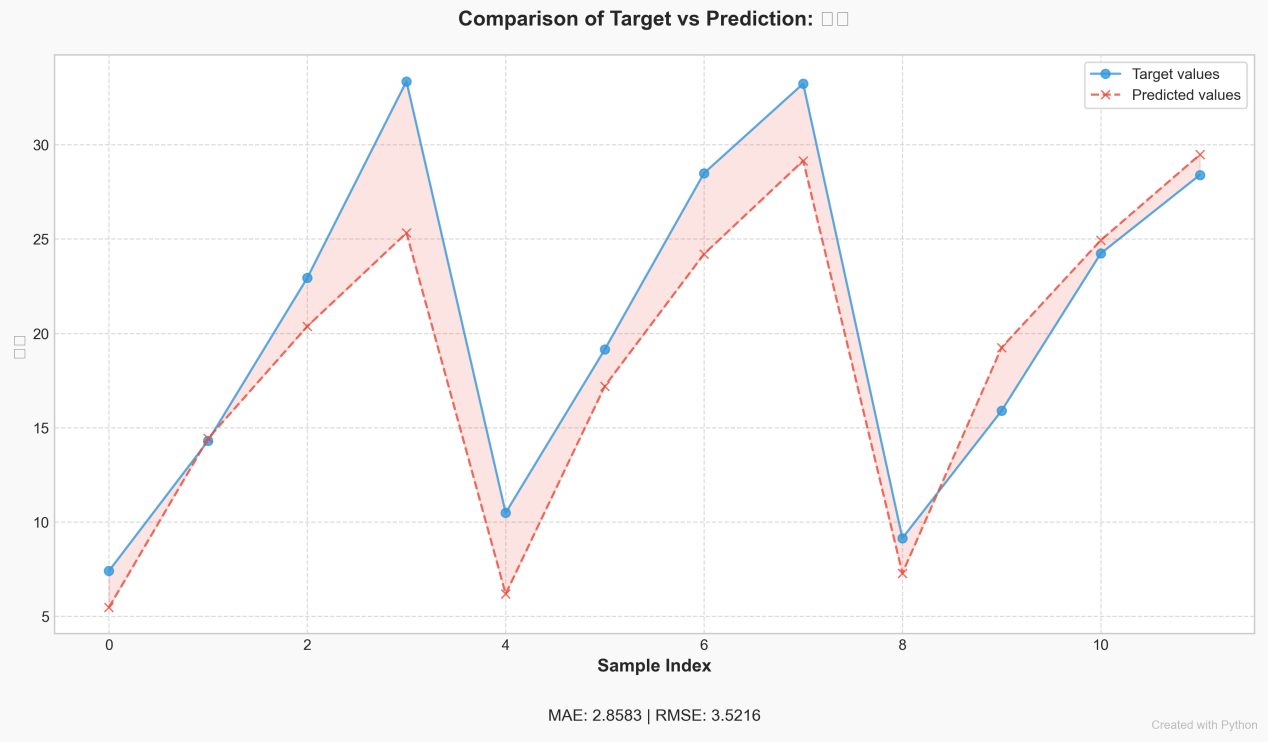 Comparison of Target vs Prediction:
Target values
Predicted values
30
25
20
15
10
5
0
2
4
6
8
10
Sample Index
MAE: 2.8583 | RMSE: 3.5216
Created with Python